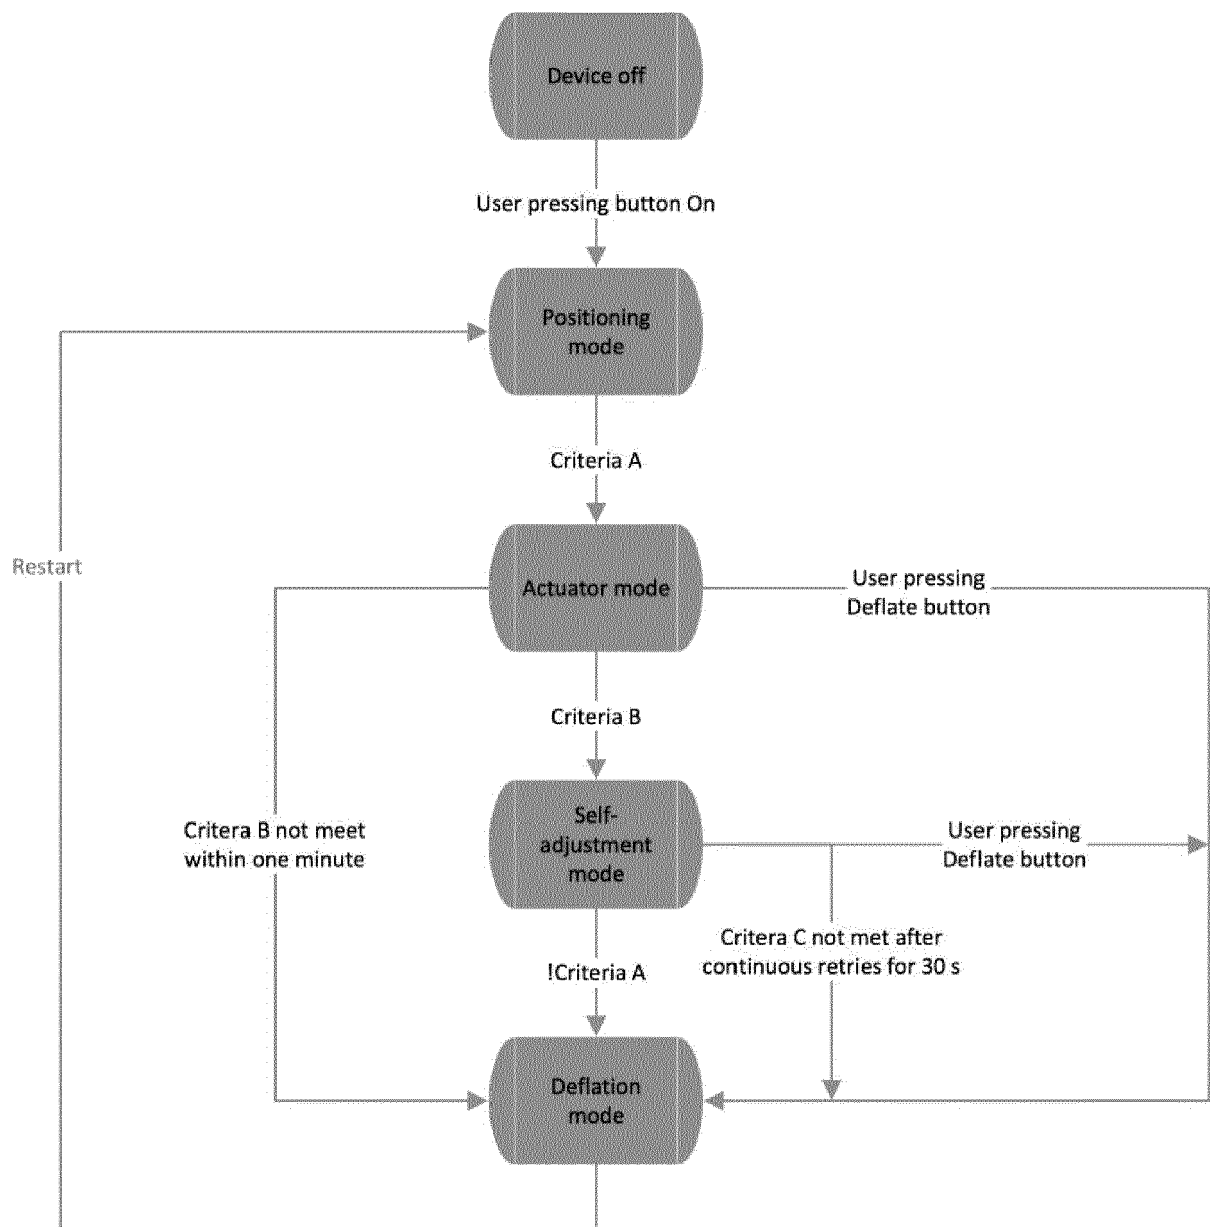 Device off
User pressing button On
Positioning
mode
Criteria A
Restart
Actuator mode
User pressing
Deflate button
Criteria B
Critera B not meet
within one minute
Self-
adjustment
mode
User pressing
Deflate button
Critera C not met after
continuous retries for 30 s
!Criteria A
Deflation
mode